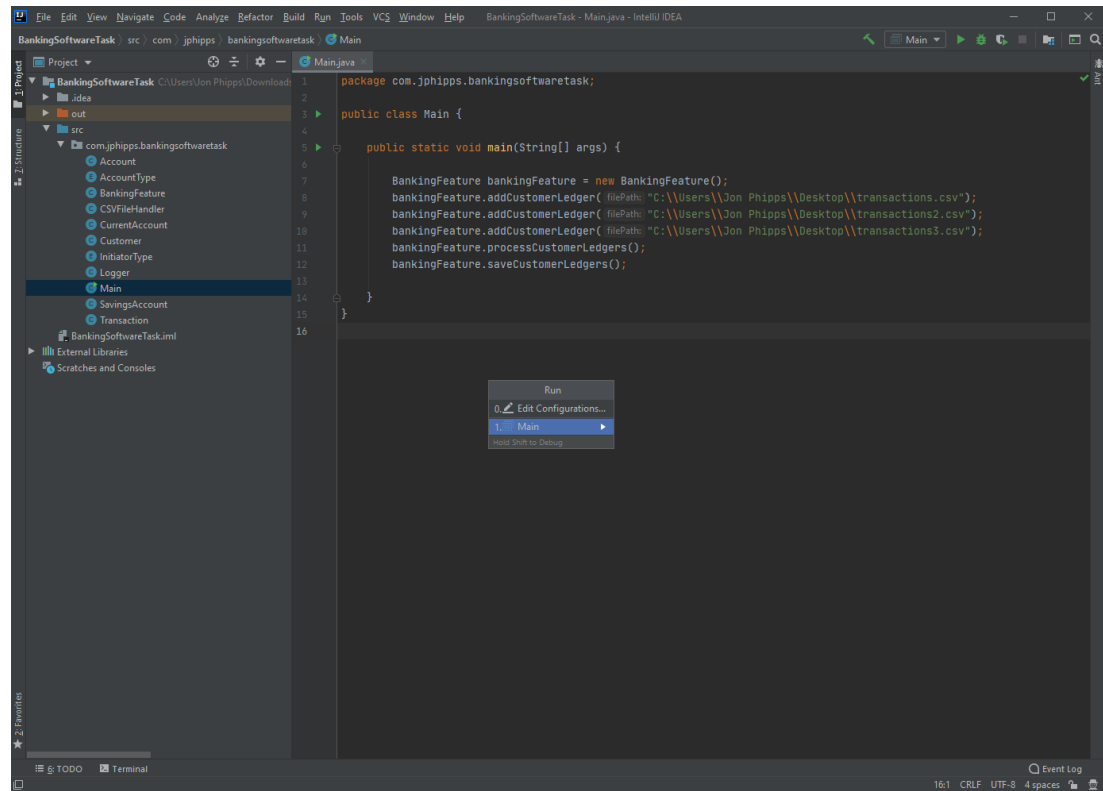 File Edit View Navigate Code Analyze Refactor Build Run Tools VCS Window Help BankingSoftwareTask - Main.java - IntelliJ IDEA
BankingSoftwareTask src com jphipps bankingsoftwaretask Main
Main
1: Project
Project
Main.java
Ant
BankingSoftwareTask C:\Users\Jon Phipps\Downloads
.idea
out
src
com.jphipps.bankingsoftwaretask
Account
AccountType
BankingFeature
CSVFileHandler
CurrentAccount
Customer
InitiatorType
Logger
Main
SavingsAccount
Transaction
BankingSoftwareTask.iml
External Libraries
Scratches and Consoles
7: Structure
2: Favorites
1 package com.jphipps.bankingsoftwaretask;
2
3 public class Main {
4
5 public static void main(String[] args) {
6
7 BankingFeature bankingFeature = new BankingFeature();
8 bankingFeature.addCustomerLedger( filePath: "C:\\Users\\Jon Phipps\\Desktop\\transactions.csv");
9 bankingFeature.addCustomerLedger( filePath: "C:\\Users\\Jon Phipps\\Desktop\\transactions2.csv");
10 bankingFeature.addCustomerLedger( filePath: "C:\\Users\\Jon Phipps\\Desktop\\transactions3.csv");
11 bankingFeature.processCustomerLedgers();
12 bankingFeature.saveCustomerLedgers();
13
14 }
15 }
16
Run
0. Edit Configurations...
1. Main
Hold Shift to Debug
6: TODO Terminal
Event Log
16:1 CRLF UTF-8 4 spaces